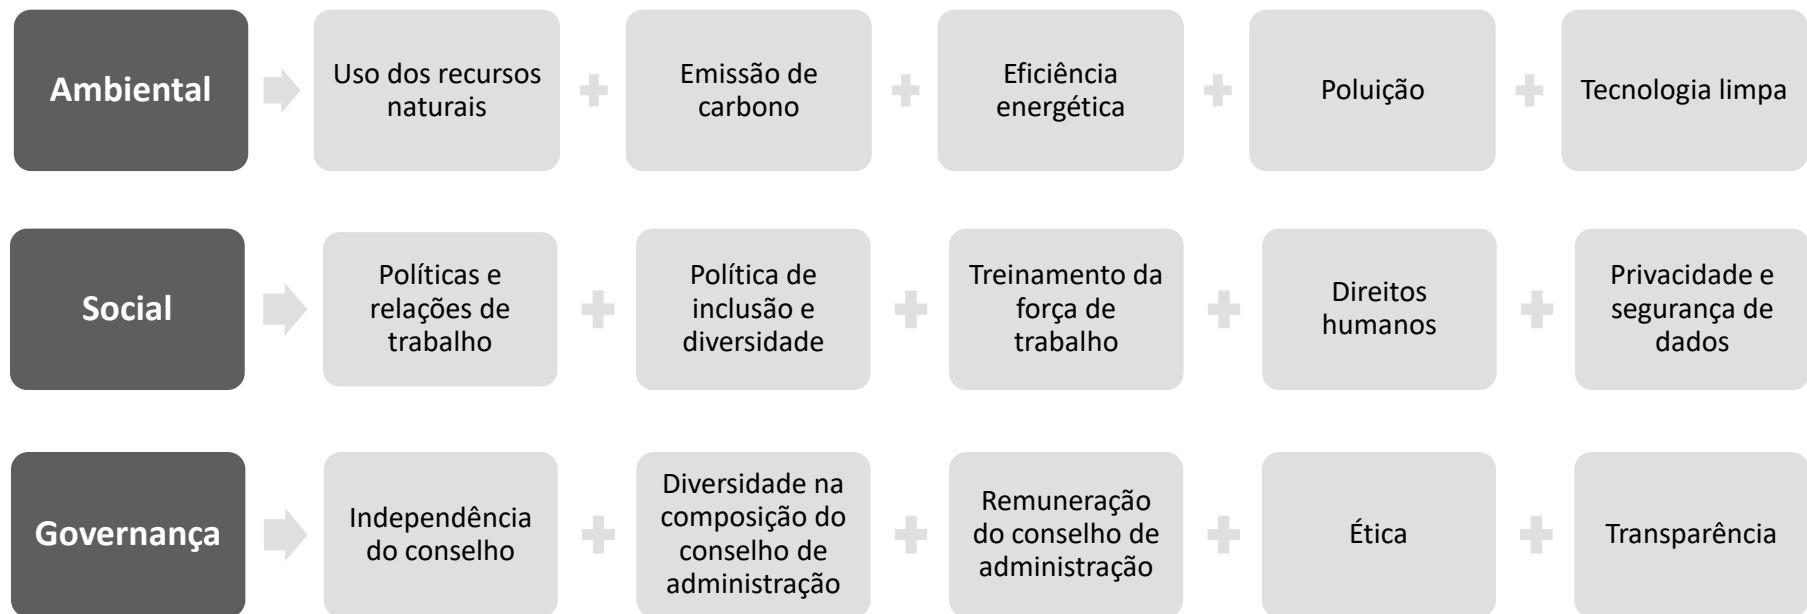 Ambiental
Uso dos recursos
naturais
Emissão de
carbono
Eficiência
energética
Poluição
Tecnologia limpa
Social
Políticas e
relações de
trabalho
Política de
inclusão e
diversidade
Treinamento da
força de
trabalho
Direitos
humanos
Privacidade e
segurança de
dados
Governança
Independência
do conselho
Diversidade na
composição do
conselho de
administração
Remuneração
do conselho de
administração
Ética
Transparência